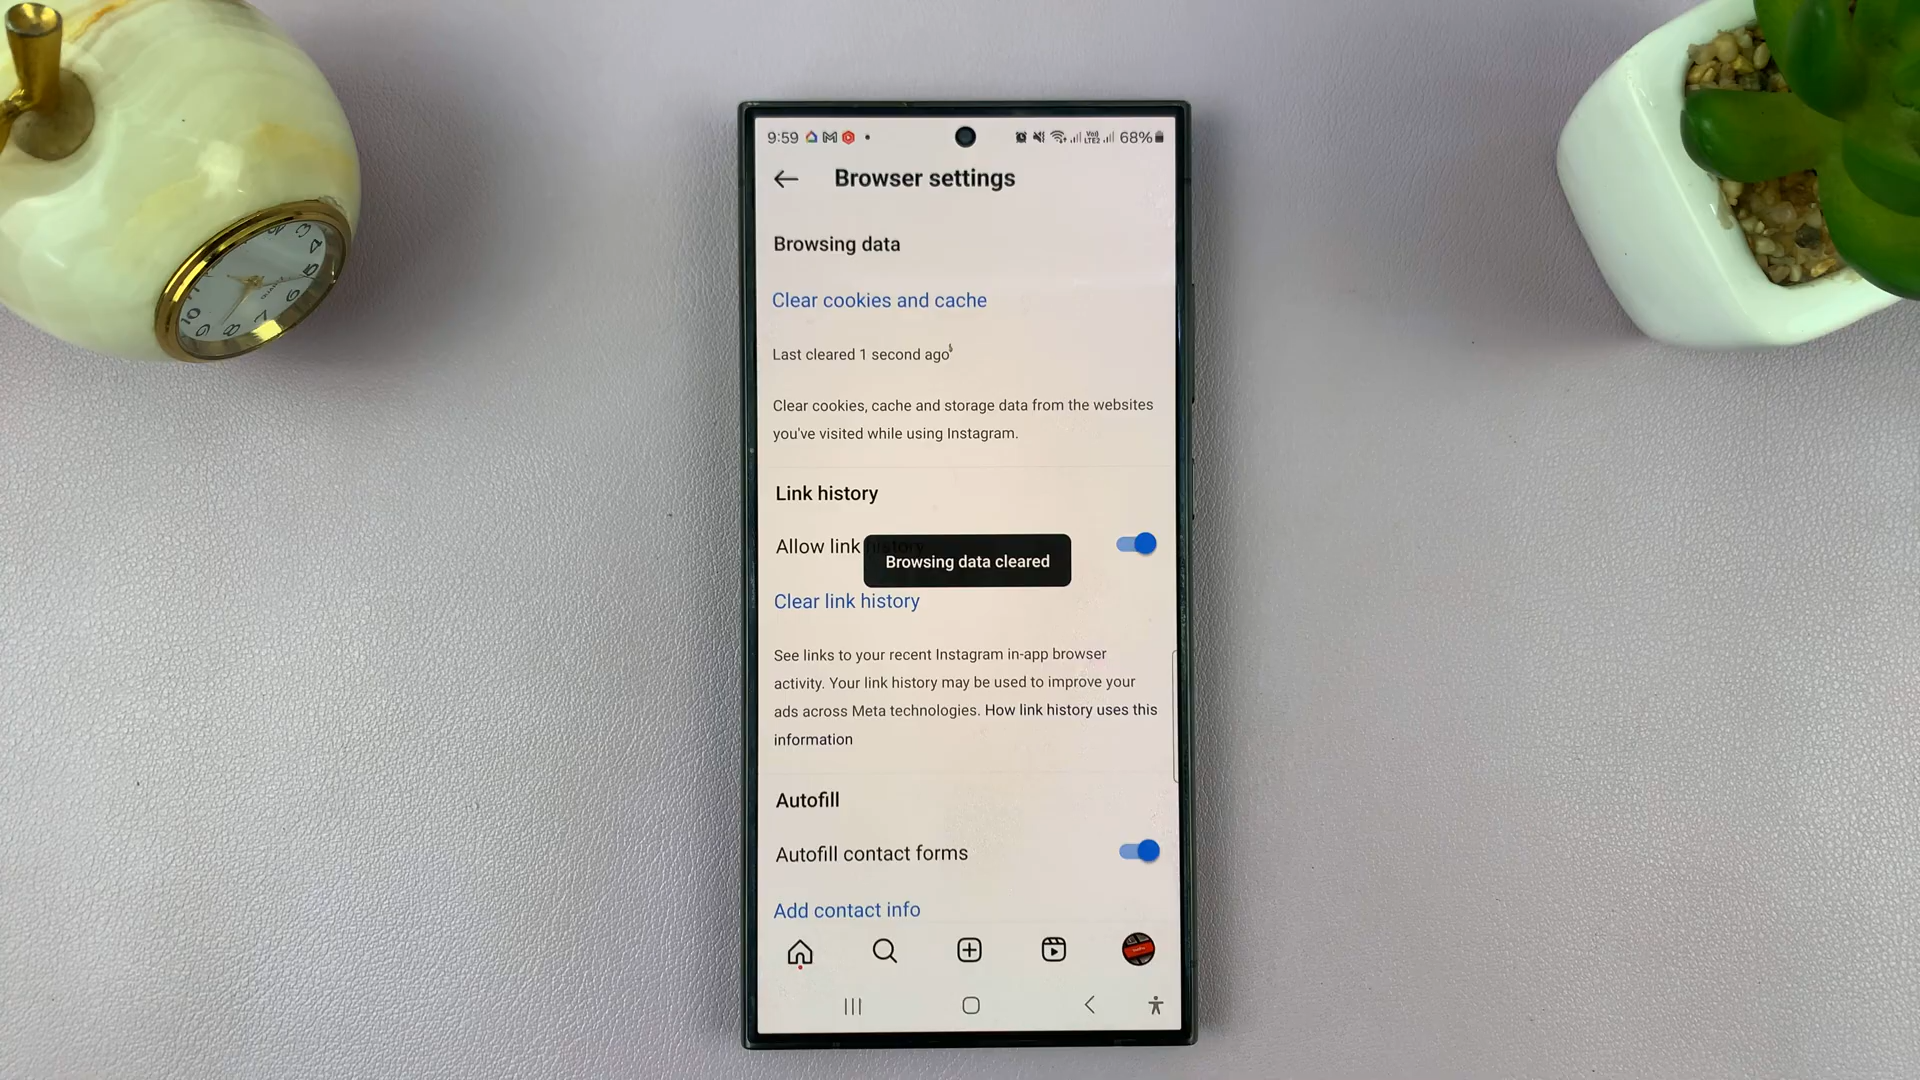 9:59 68%
Browser settings
Browsing data
Clear cookies and cache
Last cleared 1 second ago
Clear cookies, cache and storage data from the websites
you've visited while using Instagram.
Link history
Allow link history
Browsing data cleared
Clear link history
See links to your recent Instagram in-app browser
activity. Your link history may be used to improve your
ads across Meta technologies. How link history uses this
information
Autofill
Autofill contact forms
Add contact info